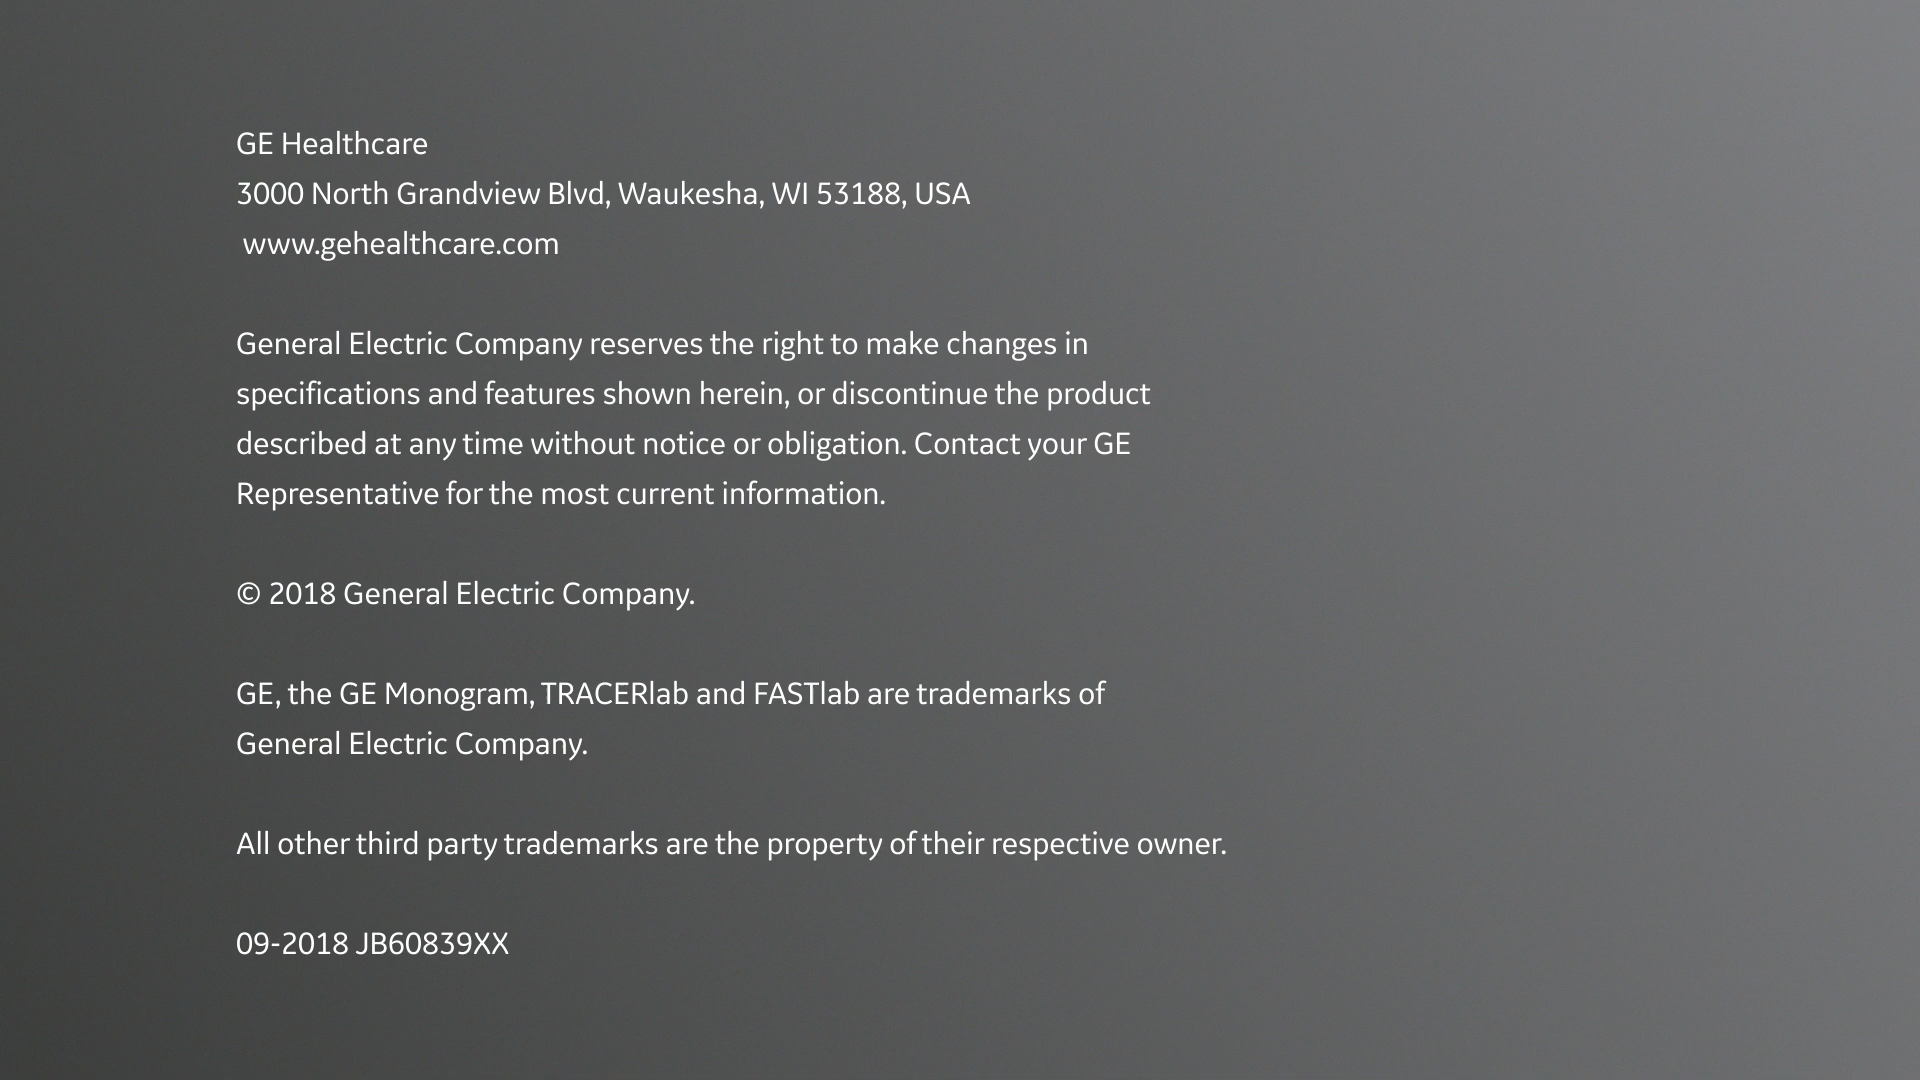 GE Healthcare
3000 North Grandview Blvd, Waukesha, WI 53188, USA
www.gehealthcare.com
General Electric Company reserves the right to make changes in
specifications and features shown herein, or discontinue the product
described at any time without notice or obligation. Contact your GE
Representative for the most current information.
© 2018 General Electric Company.
GE, the GE Monogram, TRACERlab and FASTlab are trademarks of
General Electric Company.
All other third party trademarks are the property of their respective owner.
09-2018 JB60839XX